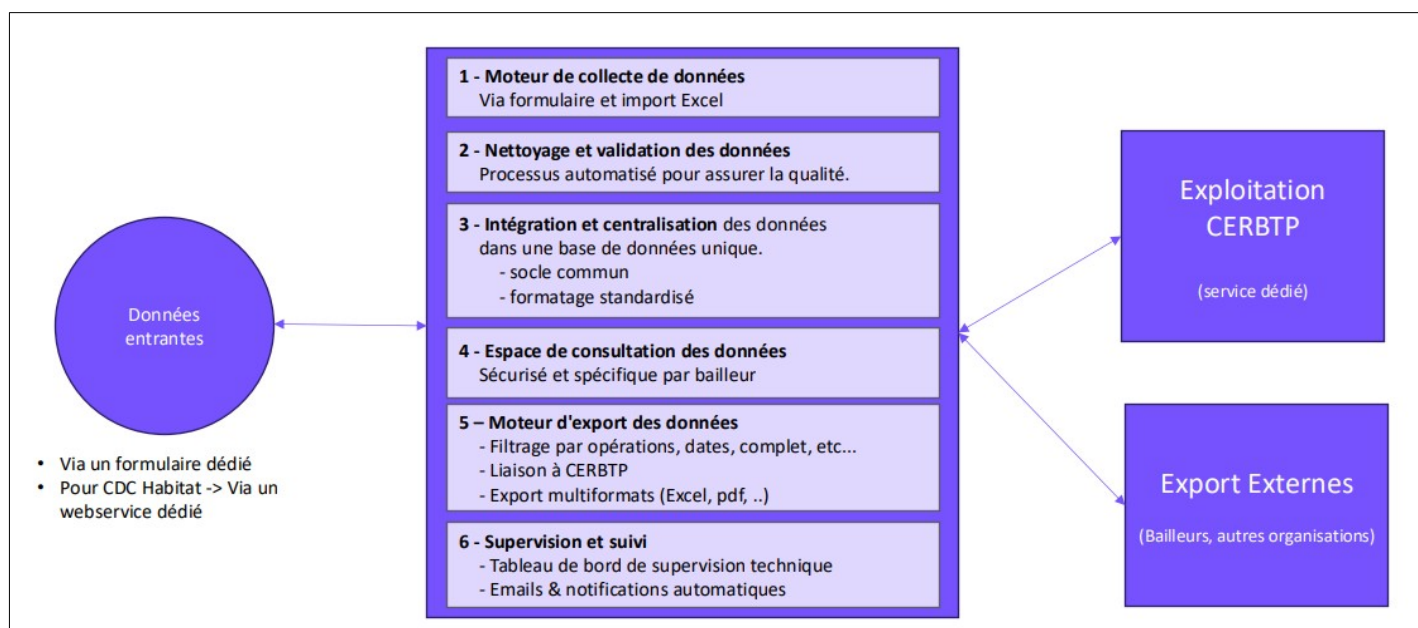 Données
entrantes
• Via un formulaire dédié
• Pour CDC Habitat -> Via un
webservice dédié
1 - Moteur de collecte de données
Via formulaire et import Excel
2 - Nettoyage et validation des données
Processus automatisé pour assurer la qualité.
3 - Intégration et centralisation des données
dans une base de données unique.
- socle commun
- formatage standardisé
4 - Espace de consultation des données
Sécurisé et spécifique par bailleur
5 – Moteur d'export des données
- Filtrage par opérations, dates, complet, etc...
- Liaison à CERBTP
- Export multiformats (Excel, pdf, ..)
6 - Supervision et suivi
- Tableau de bord de supervision technique
- Emails & notifications automatiques
Exploitation
CERBTP
(service dédié)
Export Externes
(Bailleurs, autres organisations)